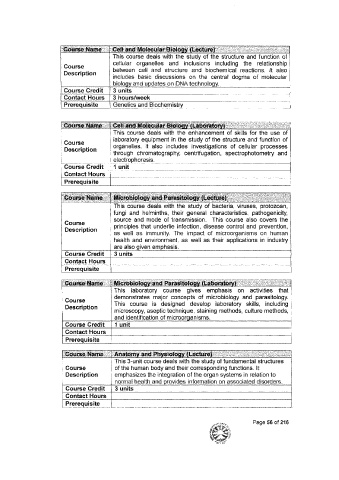 Course Name Cell and Molecular Biology (Lecture)
Course Description This course deals with the study of the structure and function of
cellular organelles and inclusions including the relationship
between cell and structure and biochemical reactions. It also
includes basic discussions on the central dogma of molecular
biology and updates on DNA technology.
Course Credit 3 units
Contact Hours 3 hours/week
Prerequisite Genetics and Biochemistry
Course Name Cell and Molecular Biology (Laboratory)
Course Description This course deals with the enhancement of skills for the use of
laboratory equipment in the study of the structure and function of
organelles. It also includes investigations of cellular processes
through chromatography, centrifugation, spectrophotometry and
electrophoresis.
Course Credit 1 unit
Contact Hours
Prerequisite
Course Name Microbiology and Parasitology (Lecture)
Course Description This course deals with the study of bacteria, viruses, protozoan,
fungi and helminths, their general characteristics, pathogenicity,
source and mode of transmission. This course also covers the
principles that underlie infection, disease control and prevention,
as well as immunity. The impact of microorganisms on human
health and environment as well as their applications in industry
are also given emphasis.
Course Credit 3 units
Contact Hours
Prerequisite
Course Name Microbiology and Parasitology (Laboratory)
Course Description This laboratory course gives emphasis on activities that
demonstrates major concepts of microbiology and parasitology.
This course is designed develop laboratory skills, including
microscopy, aseptic technique, staining methods, culture methods,
and identification of microorganisms.
Course Credit 1 unit
Contact Hours
Prerequisite
Course Name Anatomy and Physiology (Lecture)
Course Description This 3-unit course deals with the study of fundamental structures
of the human body and their corresponding functions. It
emphasizes the integration of the organ systems in relation to
normal health and provides information on associated disorders.
Course Credit 3 units
Contact Hours
Prerequisite
Page 56 of 218